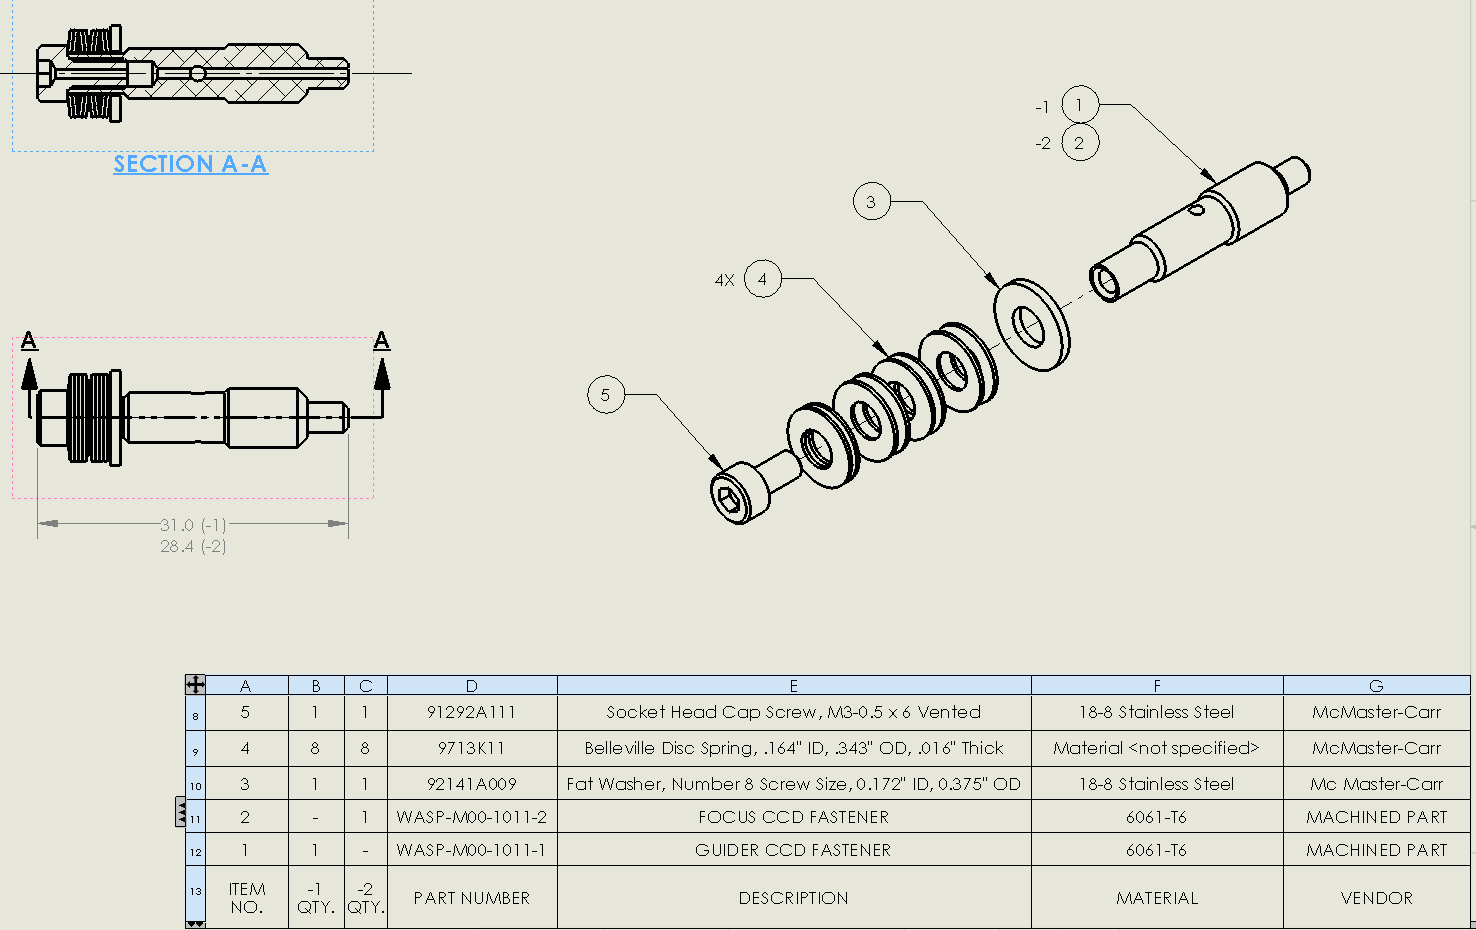 SECTION A-A
-1 1
-2 2
3
4X 4
5
A A
31.0 (-1)
28.4 (-2)
A B C D E F G
8 5 1 1 91292A111 Socket Head Cap Screw, M3-0.5 x 6 Vented 18-8 Stainless Steel McMaster-Carr
9 4 8 8 9713K11 Belleville Disc Spring, .164" ID, .343" OD, .016" Thick Material <not specified> McMaster-Carr
10 3 1 1 92141A009 Fat Washer, Number 8 Screw Size, 0.172" ID, 0.375" OD 18-8 Stainless Steel Mc Master-Carr
11 2 - 1 WASP-M00-1011-2 FOCUS CCD FASTENER 6061-T6 MACHINED PART
12 1 1 - WASP-M00-1011-1 GUIDER CCD FASTENER 6061-T6 MACHINED PART
13 ITEM NO. -1 QTY. -2 QTY. PART NUMBER DESCRIPTION MATERIAL VENDOR